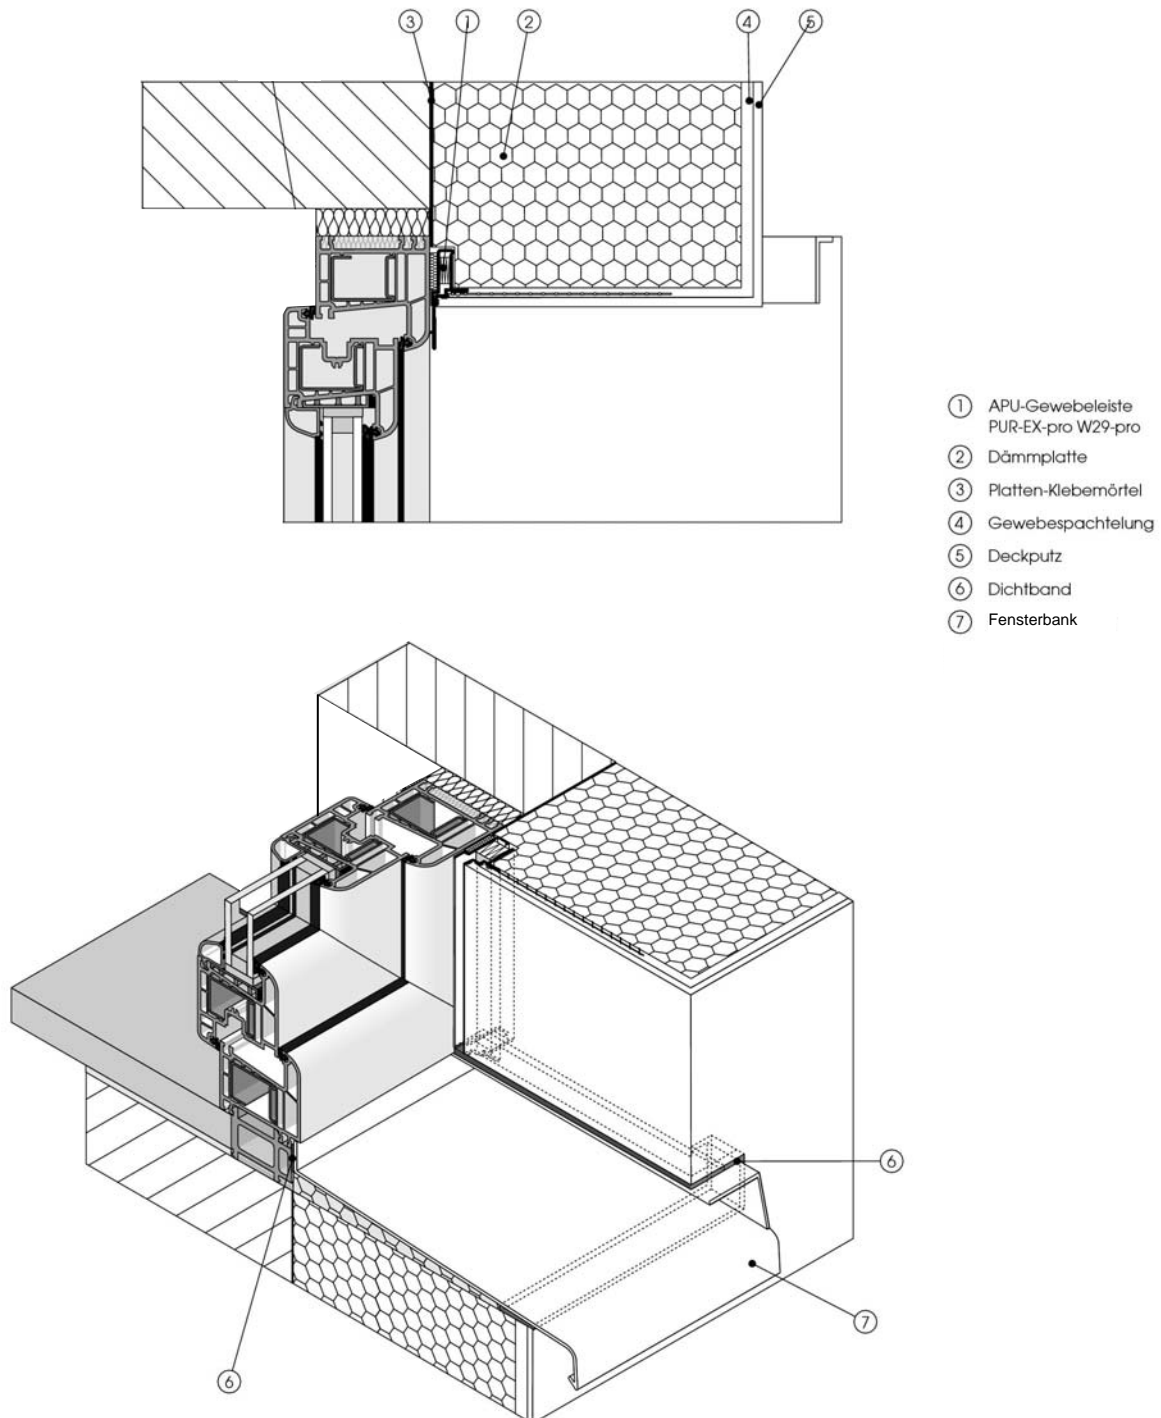 3 1 2 4 5
1 APU-Gewebeleiste
PUR-EX-pro W29-pro
2 Dämmplatte
3 Platten-Klebemörtel
4 Gewebespachtelung
5 Deckputz
6 Dichtband
7 Fensterbank
6
7
6